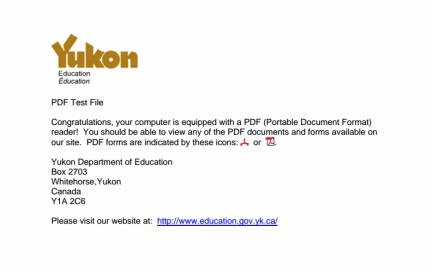 Yukon
Education
Éducation
PDF Test File
Congratulations, your computer is equipped with a PDF (Portable Document Format)
reader!  You should be able to view any of the PDF documents and forms available on
our site.  PDF forms are indicated by these icons: or .
Yukon Department of Education
Box 2703
Whitehorse,Yukon
Canada
Y1A 2C6
Please visit our website at:  http://www.education.gov.yk.ca/